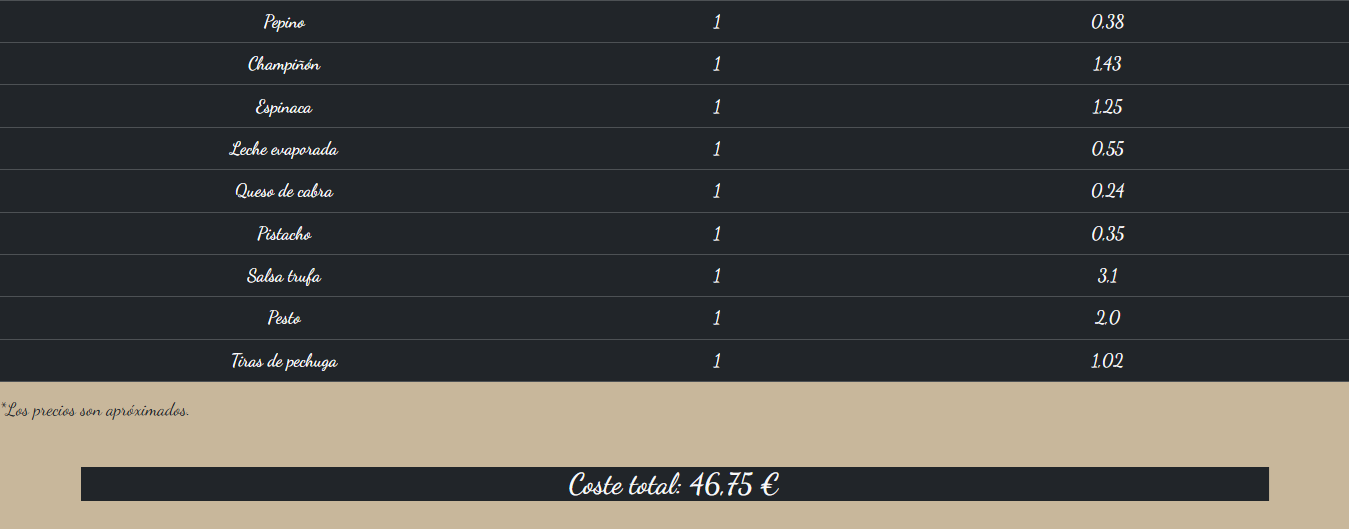 Pepino 1 0,38
Champiñón 1 1,43
Espinaca 1 1,25
Leche evaporada 1 0,55
Queso de cabra 1 0,24
Pistacho 1 0,35
Salsa trufa 1 3,1
Pesto 1 2,0
Tiras de pechuga 1 1,02
*Los precios son apróximados.
Coste total: 46,75 €